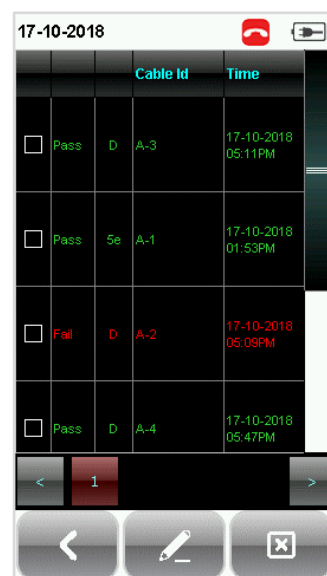 17-10-2018
Cable Id Time
Pass D A-3 17-10-2018
05:11PM
Pass 5e A-1 17-10-2018
01:53PM
Fail D A-2 17-10-2018
05:09PM
Pass D A-4 17-10-2018
05:47PM
< 1 >